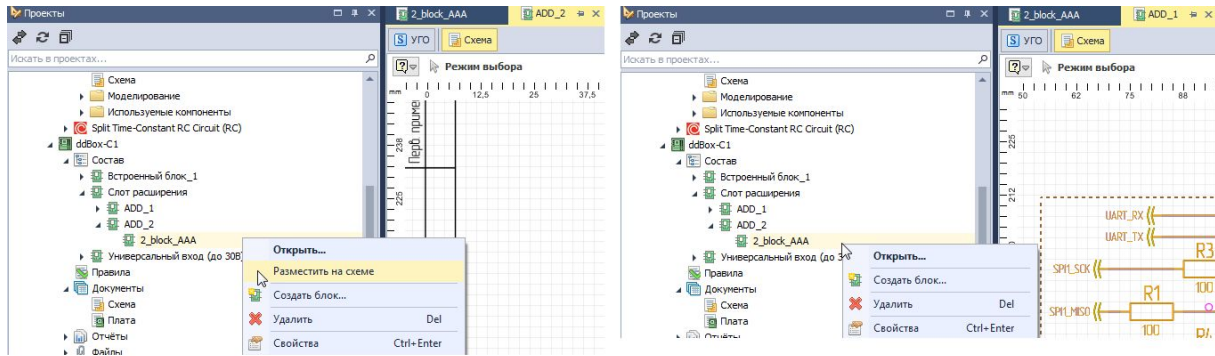 Проекты
Искать в проектах...
Схема
Моделирование
Используемые компоненты
Split Time-Constant RC Circuit (RC)
ddBox-C1
Состав
Встроенный блок_1
Слот расширения
ADD_1
ADD_2
2_block_AAA
Универсальный вход (до 30В)
Правила
Документы
Схема
Плата
Отчёты
Файлы
Открыть...
Разместить на схеме
Создать блок...
Удалить Del
Свойства Ctrl+Enter
2_block_AAA ADD_2
S УГО Схема
Режим выбора
mm 0 12,5 25 37,5
238
225
Перв приме
Проекты
Искать в проектах...
Схема
Моделирование
Используемые компоненты
Split Time-Constant RC Circuit (RC)
ddBox-C1
Состав
Встроенный блок_1
Слот расширения
ADD_1
ADD_2
2_block_AAA
Универсальный вход (до 3
Правила
Документы
Схема
Плата
Отчёты
Файлы
Открыть...
Создать блок...
Удалить Del
Свойства Ctrl+Enter
2_block_AAA ADD_1
S УГО Схема
Режим выбора
mm 50 62 75 88
225
212
UART_RX
UART_TX
R3
SPI1_SCK
100
R1
SPI1_MISO
100